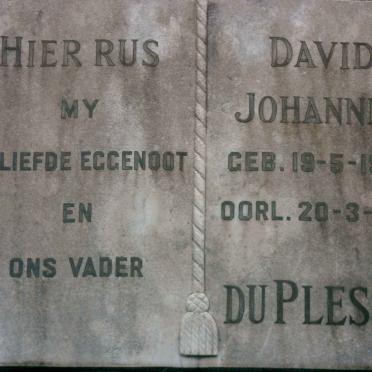 HIER RUS
MY
LIEFDE EGGENOOT
EN
ONS VADER
DAVID
JOHANN
GEB. 19-5-1
OORL. 20-3-
DU PLES